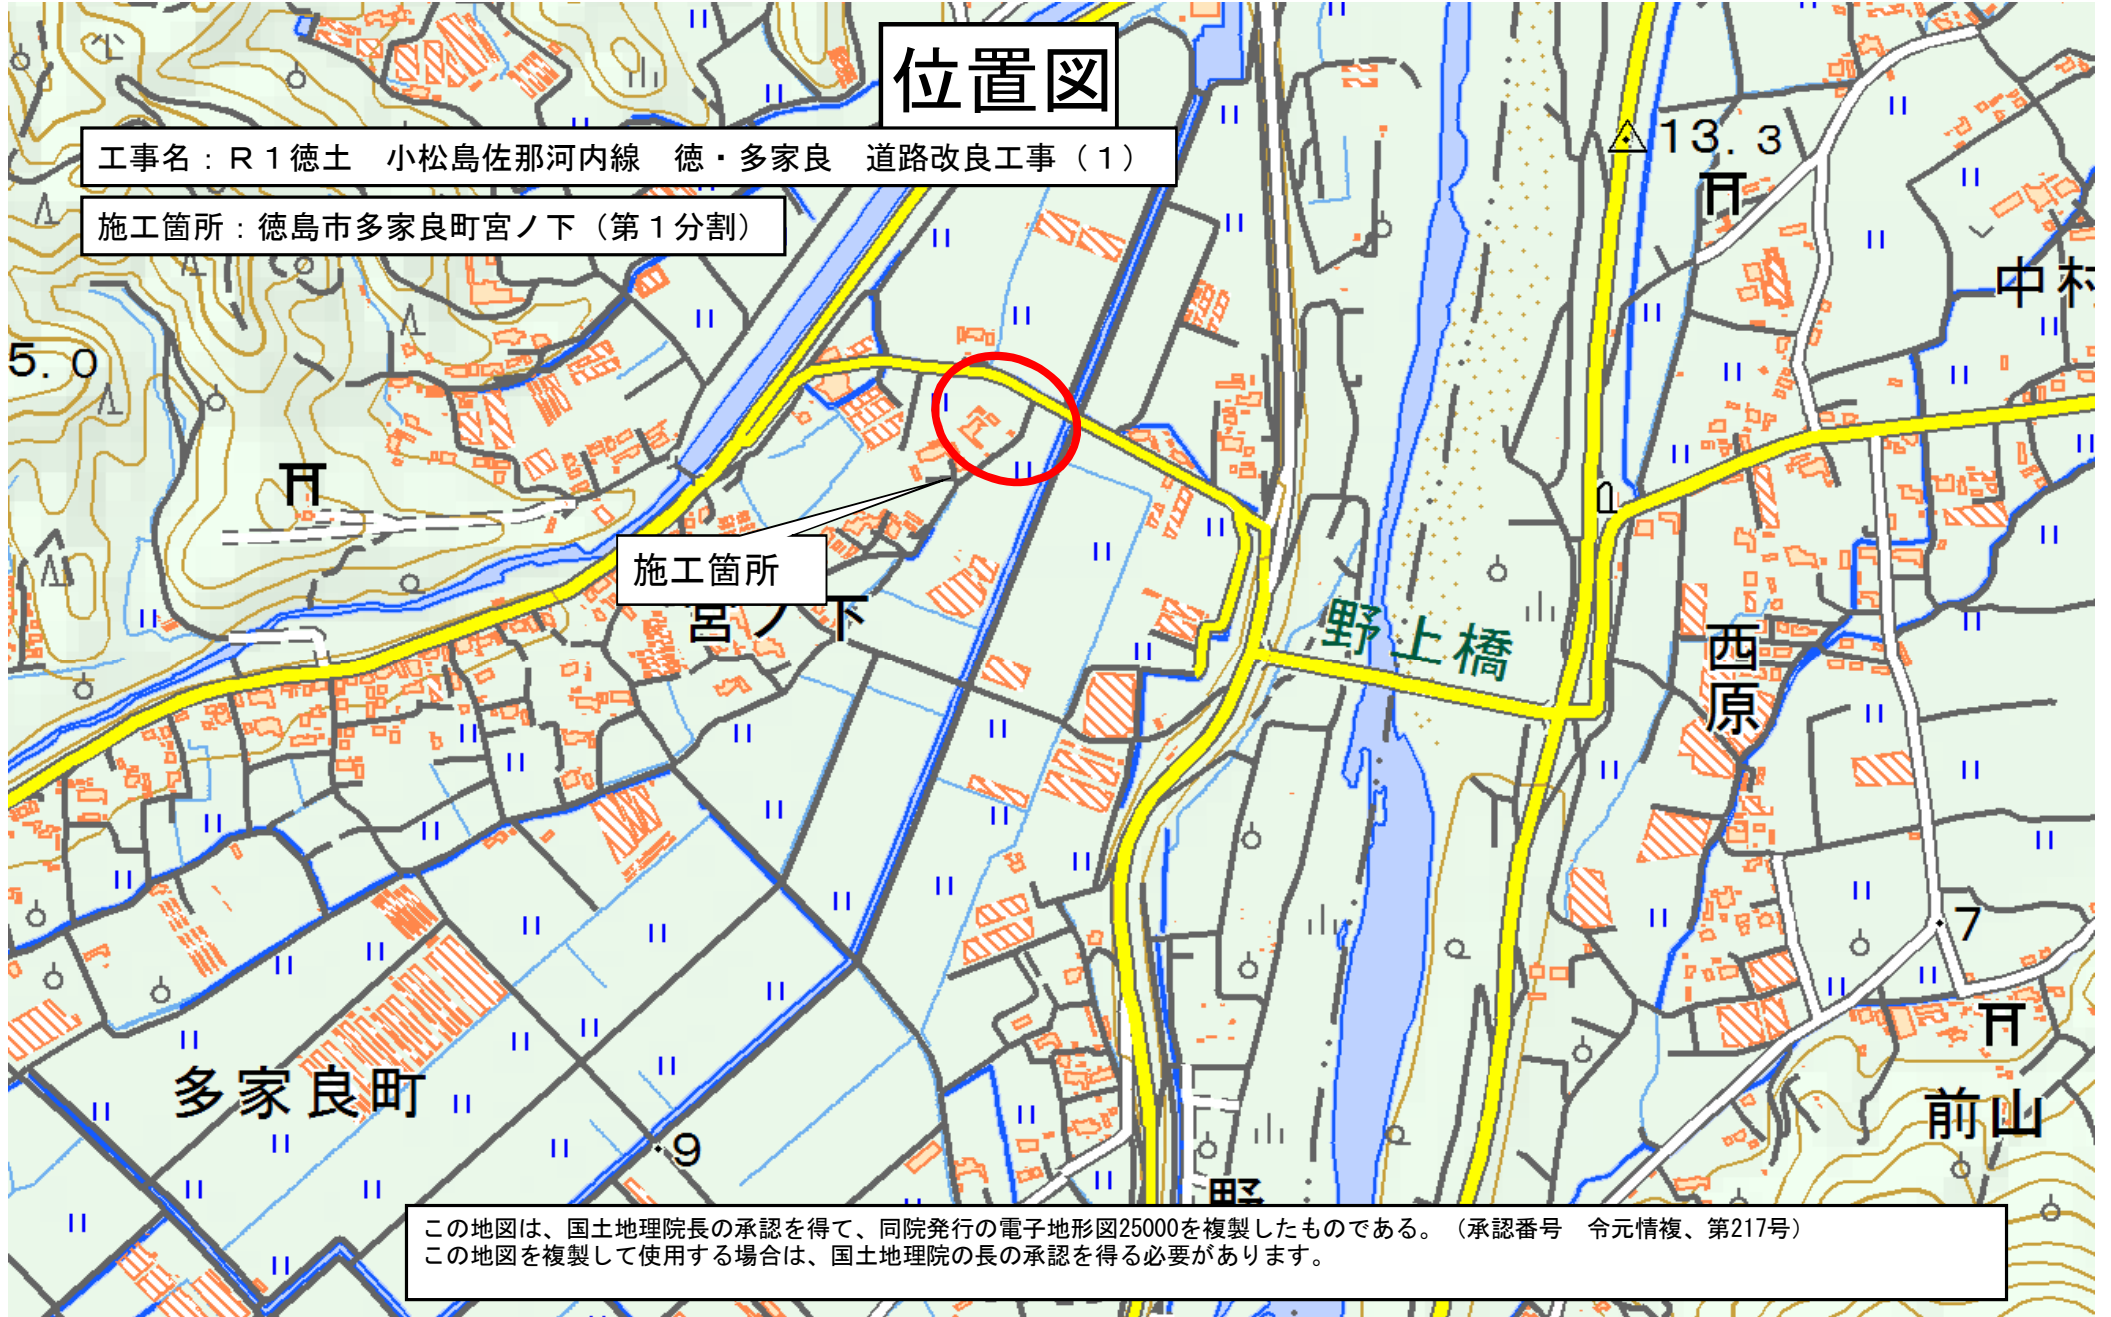 位置図
工事名：Ｒ１徳土　小松島佐那河内線　徳・多家良　道路改良工事（１）
施工箇所：徳島市多家良町宮ノ下（第１分割）
13.3
中村
5.0
施工箇所
宮ノ下
野上橋
西原
7
多家良町
9
前山
野
この地図は、国土地理院長の承認を得て、同院発行の電子地形図25000を複製したものである。（承認番号　令元情複、第217号）
この地図を複製して使用する場合は、国土地理院の長の承認を得る必要があります。